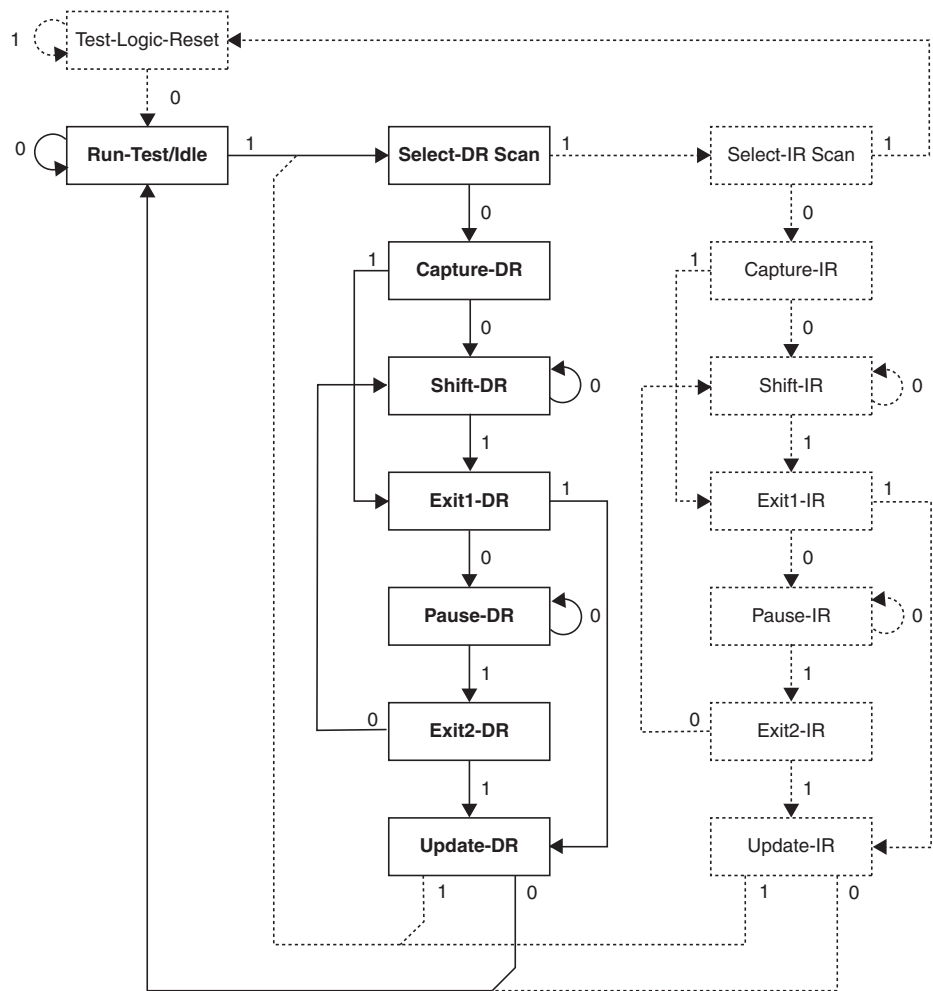 1 Test-Logic-Reset
0
0 Run-Test/Idle 1 Select-DR Scan 1 Select-IR Scan 1
0 0
1 Capture-DR 1 Capture-IR
0 0
Shift-DR 0 Shift-IR 0
1 1
Exit1-DR 1 Exit1-IR 1
0 0
Pause-DR 0 Pause-IR 0
1 1
0 Exit2-DR 0 Exit2-IR
1 1
Update-DR Update-IR
1 0 1 0